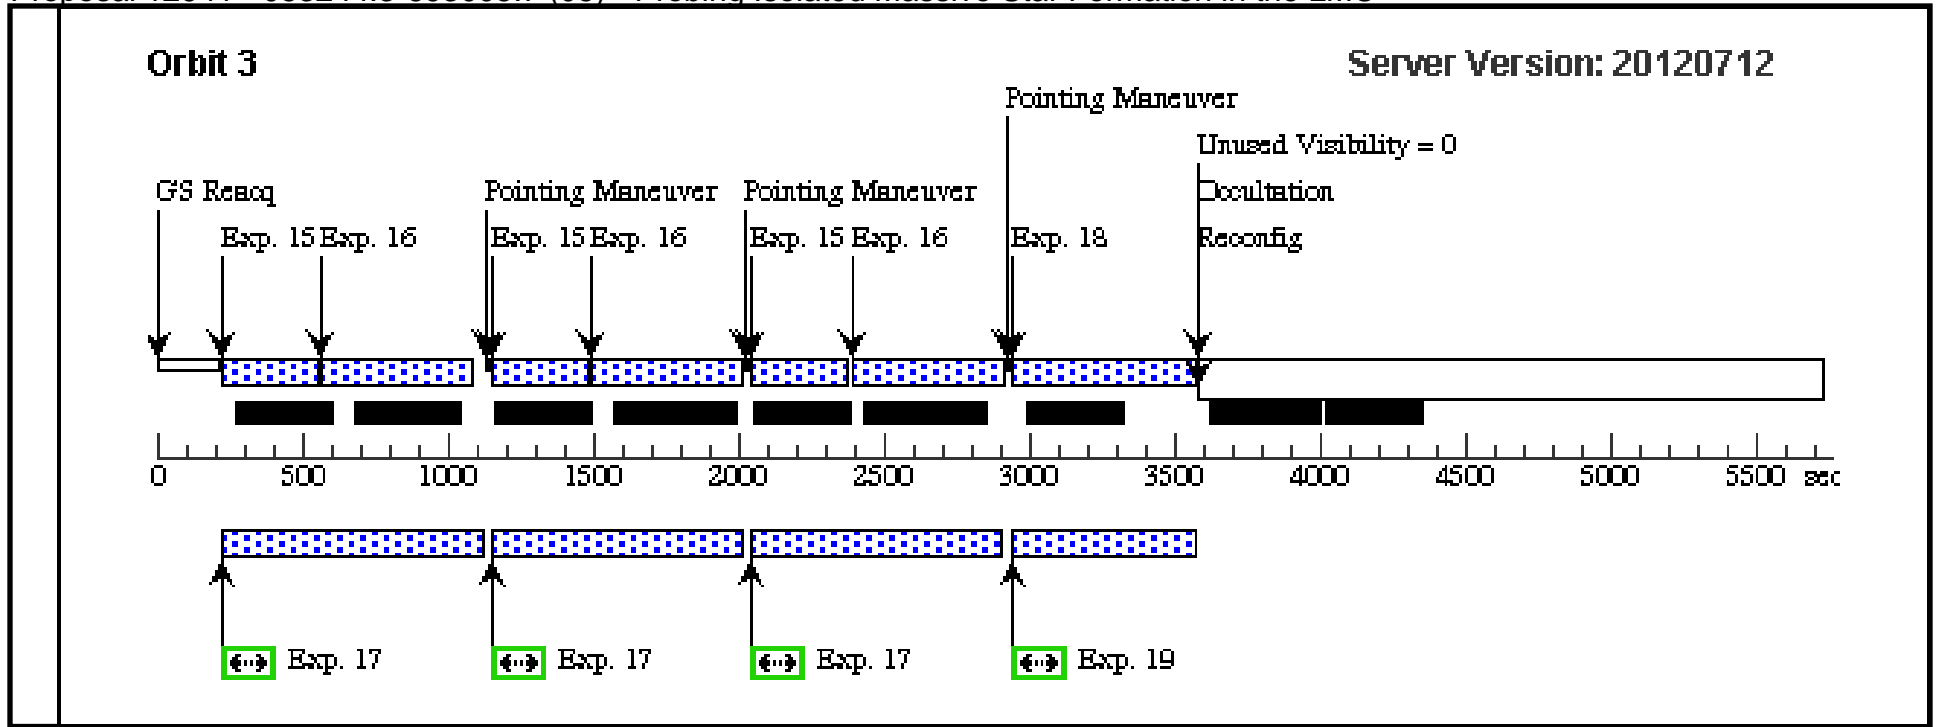 Orbit 3
Server Version: 20120712
Pointing Maneuver
Unused Visibility = 0
GS Reacq
Pointing Maneuver
Pointing Maneuver
Occultation
Exp. 15
Exp. 16
Exp. 15
Exp. 16
Exp. 15
Exp. 16
Exp. 18
Reconfig
0
500
1000
1500
2000
2500
3000
3500
4000
4500
5000
5500
sec
Exp. 17
Exp. 17
Exp. 17
Exp. 19